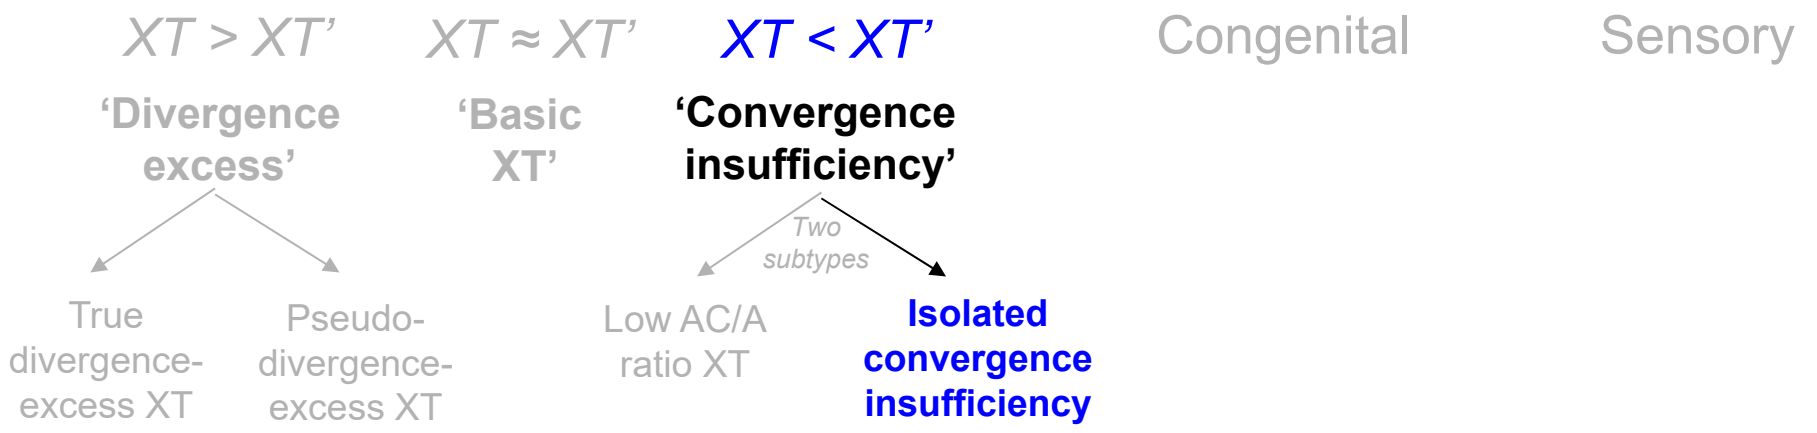 XT > XT’ XT ≈ XT’ XT < XT’ Congenital Sensory
‘Divergence
excess’
‘Basic
XT’
‘Convergence
insufficiency’
Two
subtypes
True
divergence-
excess XT
Pseudo-
divergence-
excess XT
Low AC/A
ratio XT
Isolated
convergence
insufficiency